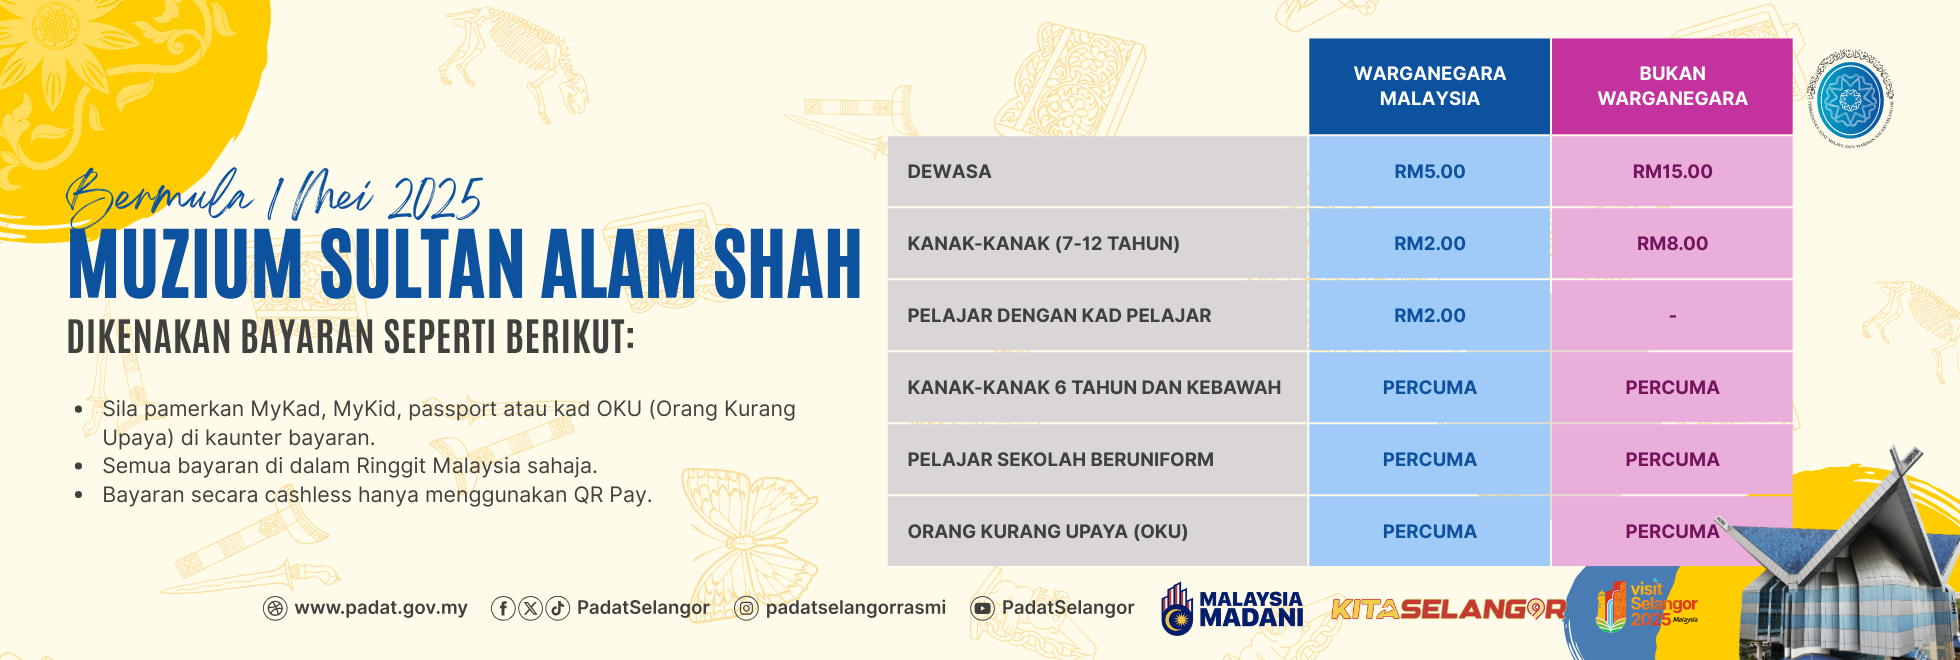 Bermula 1 Mei 2025
MUZIUM SULTAN ALAM SHAH
DIKENAKAN BAYARAN SEPERTI BERIKUT:
• Sila pamerkan MyKad, MyKid, passport atau kad OKU (Orang Kurang
Upaya) di kaunter bayaran.
• Semua bayaran di dalam Ringgit Malaysia sahaja.
• Bayaran secara cashless hanya menggunakan QR Pay.
WARGANEGARA
MALAYSIA
BUKAN
WARGANEGARA
DEWASA RM5.00 RM15.00
KANAK-KANAK (7-12 TAHUN) RM2.00 RM8.00
PELAJAR DENGAN KAD PELAJAR RM2.00 -
KANAK-KANAK 6 TAHUN DAN KEBAWAH PERCUMA PERCUMA
PELAJAR SEKOLAH BERUNIFORM PERCUMA PERCUMA
ORANG KURANG UPAYA (OKU) PERCUMA PERCUMA
www.padat.gov.my PadatSelangor padatselangorrasmi PadatSelangor
MALAYSIA
MADANI
KITASELANGOR
visit
Selangor
2025 Malaysia